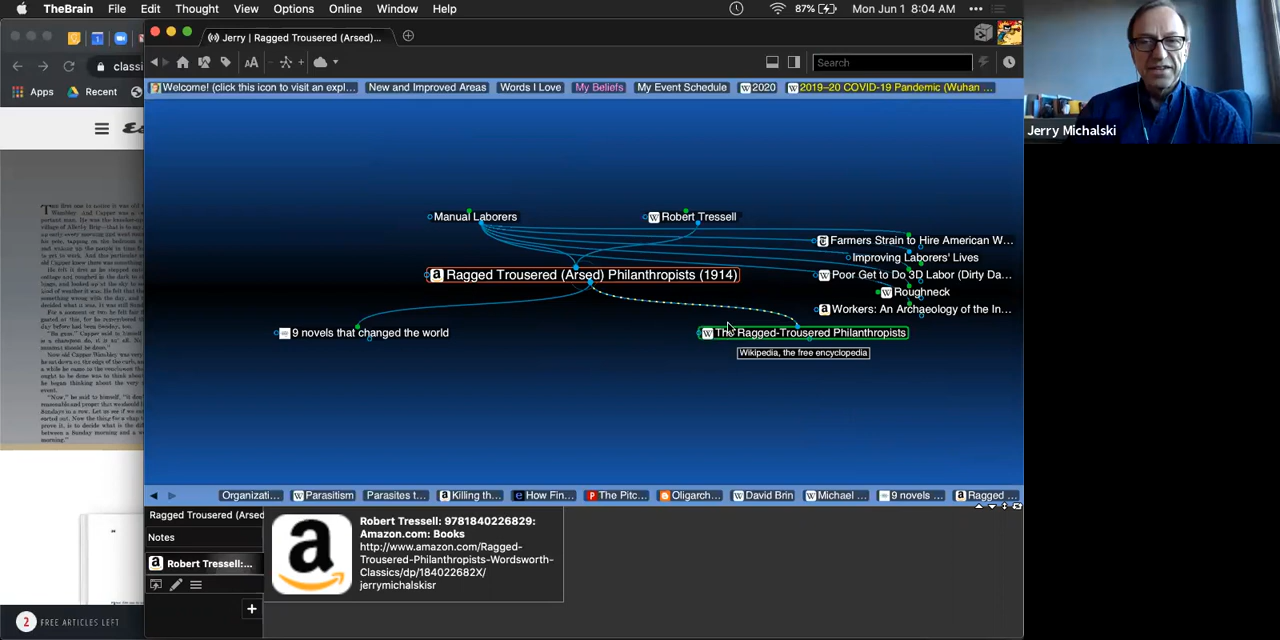 TheBrain File Edit Thought View Options Online Window Help 87% Mon Jun 1 8:04 AM
Jerry | Ragged Trousered (Arsed)...
classi
Search
Apps Recent
Welcome! (click this icon to visit an expl... New and Improved Areas Words I Love My Beliefs My Event Schedule 2020 2019–20 COVID-19 Pandemic (Wuhan ...
Es
Jerry Michalski
Manual Laborers
Robert Tressell
Farmers Strain to Hire American W...
Improving Laborers' Lives
Ragged Trousered (Arsed) Philanthropists (1914)
Poor Get to Do 3D Labor (Dirty Da...
Roughneck
Workers: An Archaeology of the In...
9 novels that changed the world
The Ragged-Trousered Philanthropists
Wikipedia, the free encyclopedia
Organizati... Parasitism Parasites t... Killing th... How Fin... The Pitc... Oligarch... David Brin Michael ... 9 novels ... Ragged ...
Ragged Trousered (Arsed)
Notes
Robert Tressell:...
Robert Tressell: 9781840226829:
Amazon.com: Books
http://www.amazon.com/Ragged-
Trousered-Philanthropists-Wordsworth-
Classics/dp/184022682X/
jerrymichalskisr
2 FREE ARTICLES LEFT